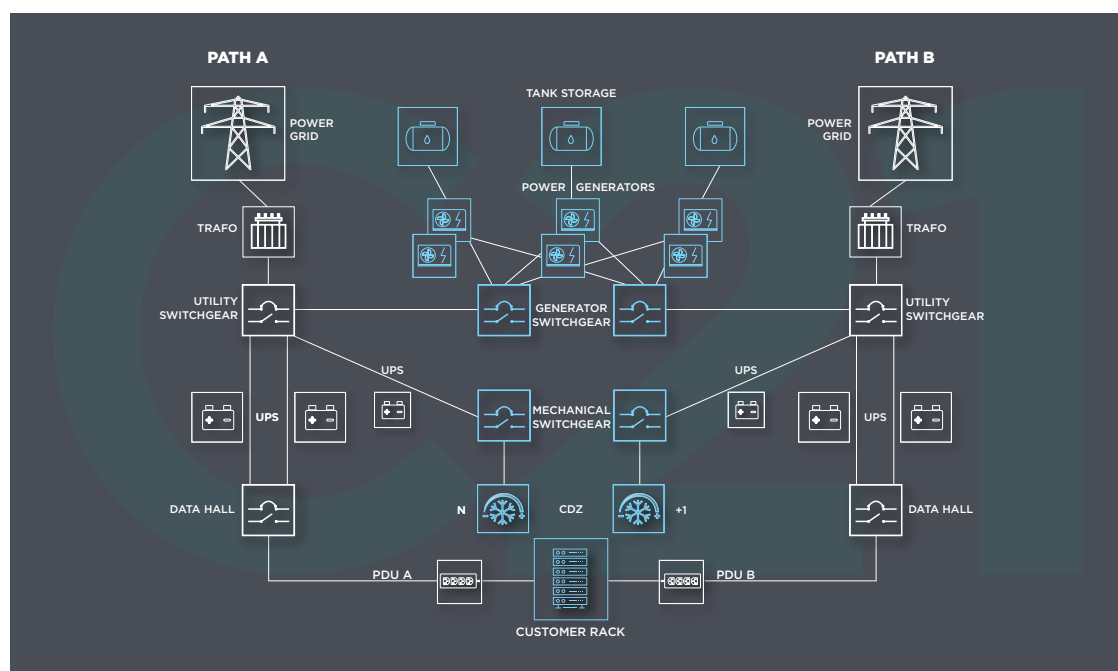 PATH A
PATH B
TANK STORAGE
POWER
GRID
POWER
GRID
POWER GENERATORS
TRAFO
TRAFO
UTILITY
SWITCHGEAR
GENERATOR
SWITCHGEAR
UTILITY
SWITCHGEAR
UPS
UPS
UPS
MECHANICAL
SWITCHGEAR
UPS
DATA HALL
N
CDZ
+1
DATA HALL
PDU A
PDU B
CUSTOMER RACK
C21